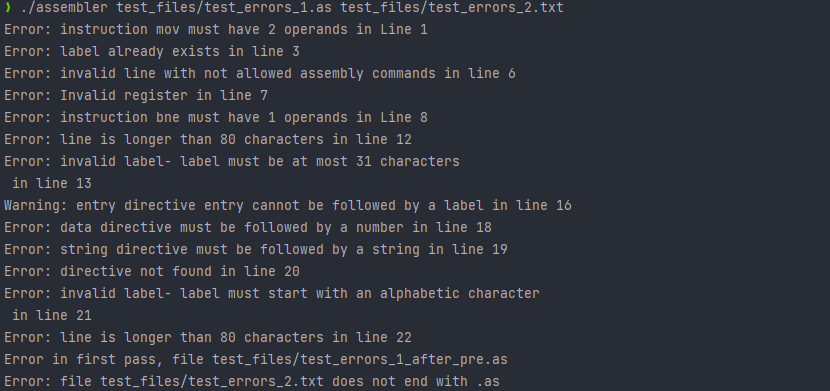 ❯ ./assembler test_files/test_errors_1.as test_files/test_errors_2.txt
Error: instruction mov must have 2 operands in Line 1
Error: label already exists in line 3
Error: invalid line with not allowed assembly commands in line 6
Error: Invalid register in line 7
Error: instruction bne must have 1 operands in Line 8
Error: line is longer than 80 characters in line 12
Error: invalid label- label must be at most 31 characters
 in line 13
Warning: entry directive entry cannot be followed by a label in line 16
Error: data directive must be followed by a number in line 18
Error: string directive must be followed by a string in line 19
Error: directive not found in line 20
Error: invalid label- label must start with an alphabetic character
 in line 21
Error: line is longer than 80 characters in line 22
Error in first pass, file test_files/test_errors_1_after_pre.as
Error: file test_files/test_errors_2.txt does not end with .as